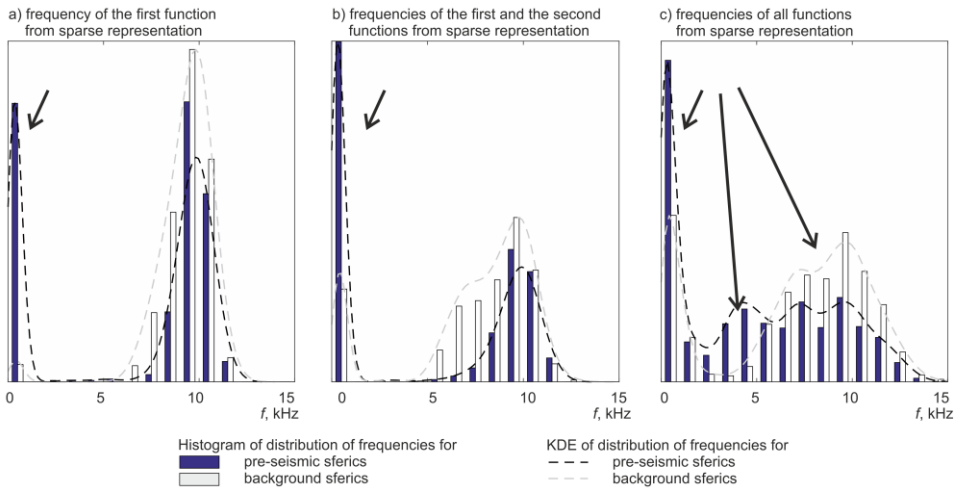 a) frequency of the first function
from sparse representation
b) frequencies of the first and the second
functions from sparse representation
c) frequencies of all functions
from sparse representation
0 5 10 15
f, kHz
0 5 10 15
f, kHz
0 5 10 15
f, kHz
Histogram of distribution of frequencies for
pre-seismic sferics
background sferics
KDE of distribution of frequencies for
pre-seismic sferics
background sferics